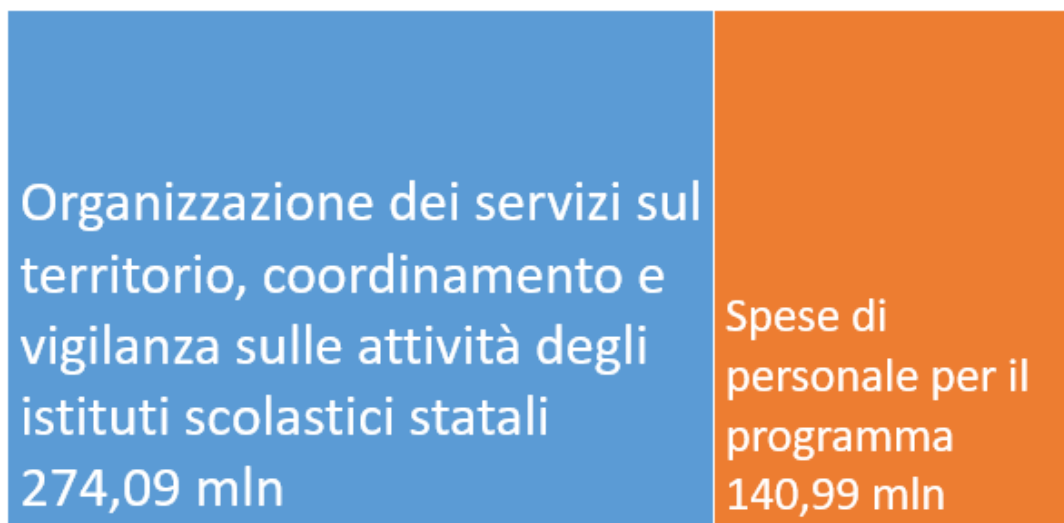 Organizzazione dei servizi sul
territorio, coordinamento e
vigilanza sulle attività degli
istituti scolastici statali
274,09 mln
Spese di
personale per il
programma
140,99 mln